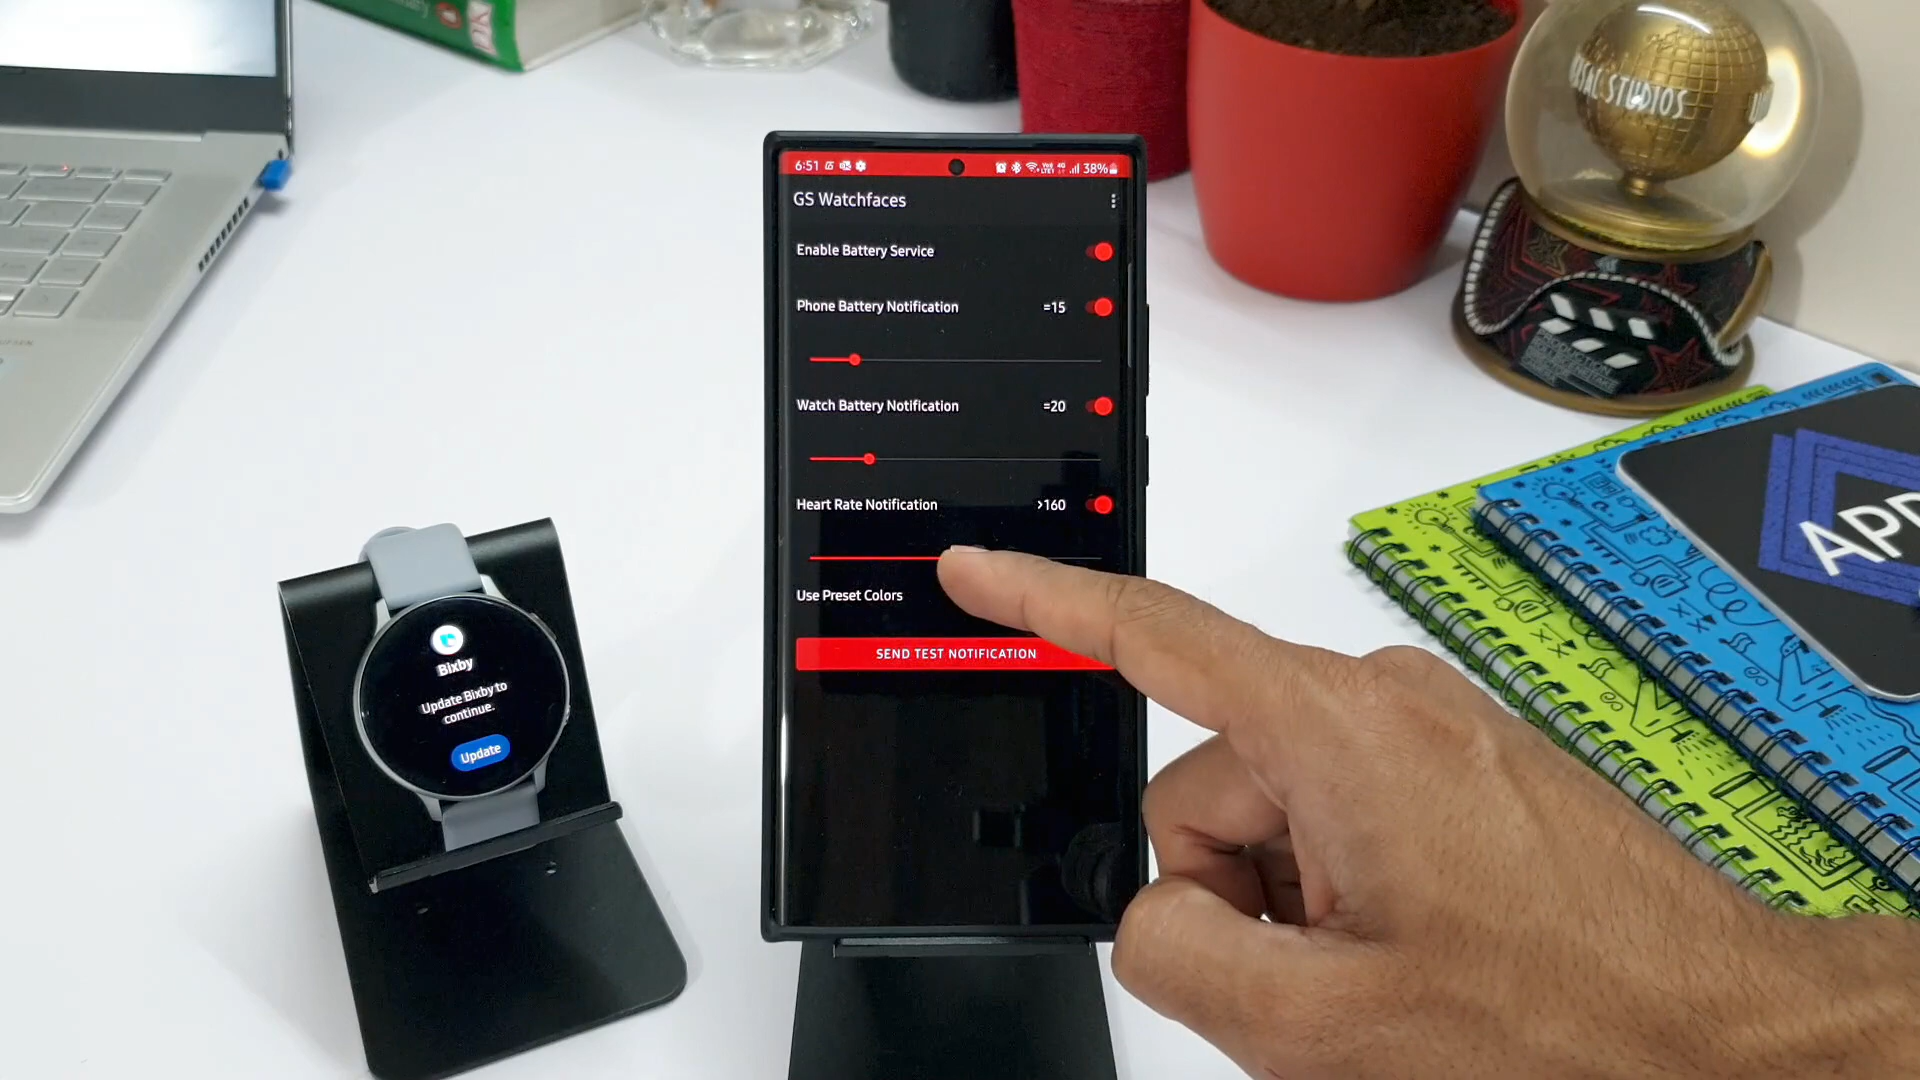 6:51
38%
GS Watchfaces
Enable Battery Service
Phone Battery Notification =15
Watch Battery Notification =20
Heart Rate Notification >160
Use Preset Colors
SEND TEST NOTIFICATION
Bixby
Update Bixby to
continue.
Update
SAL STUDIOS